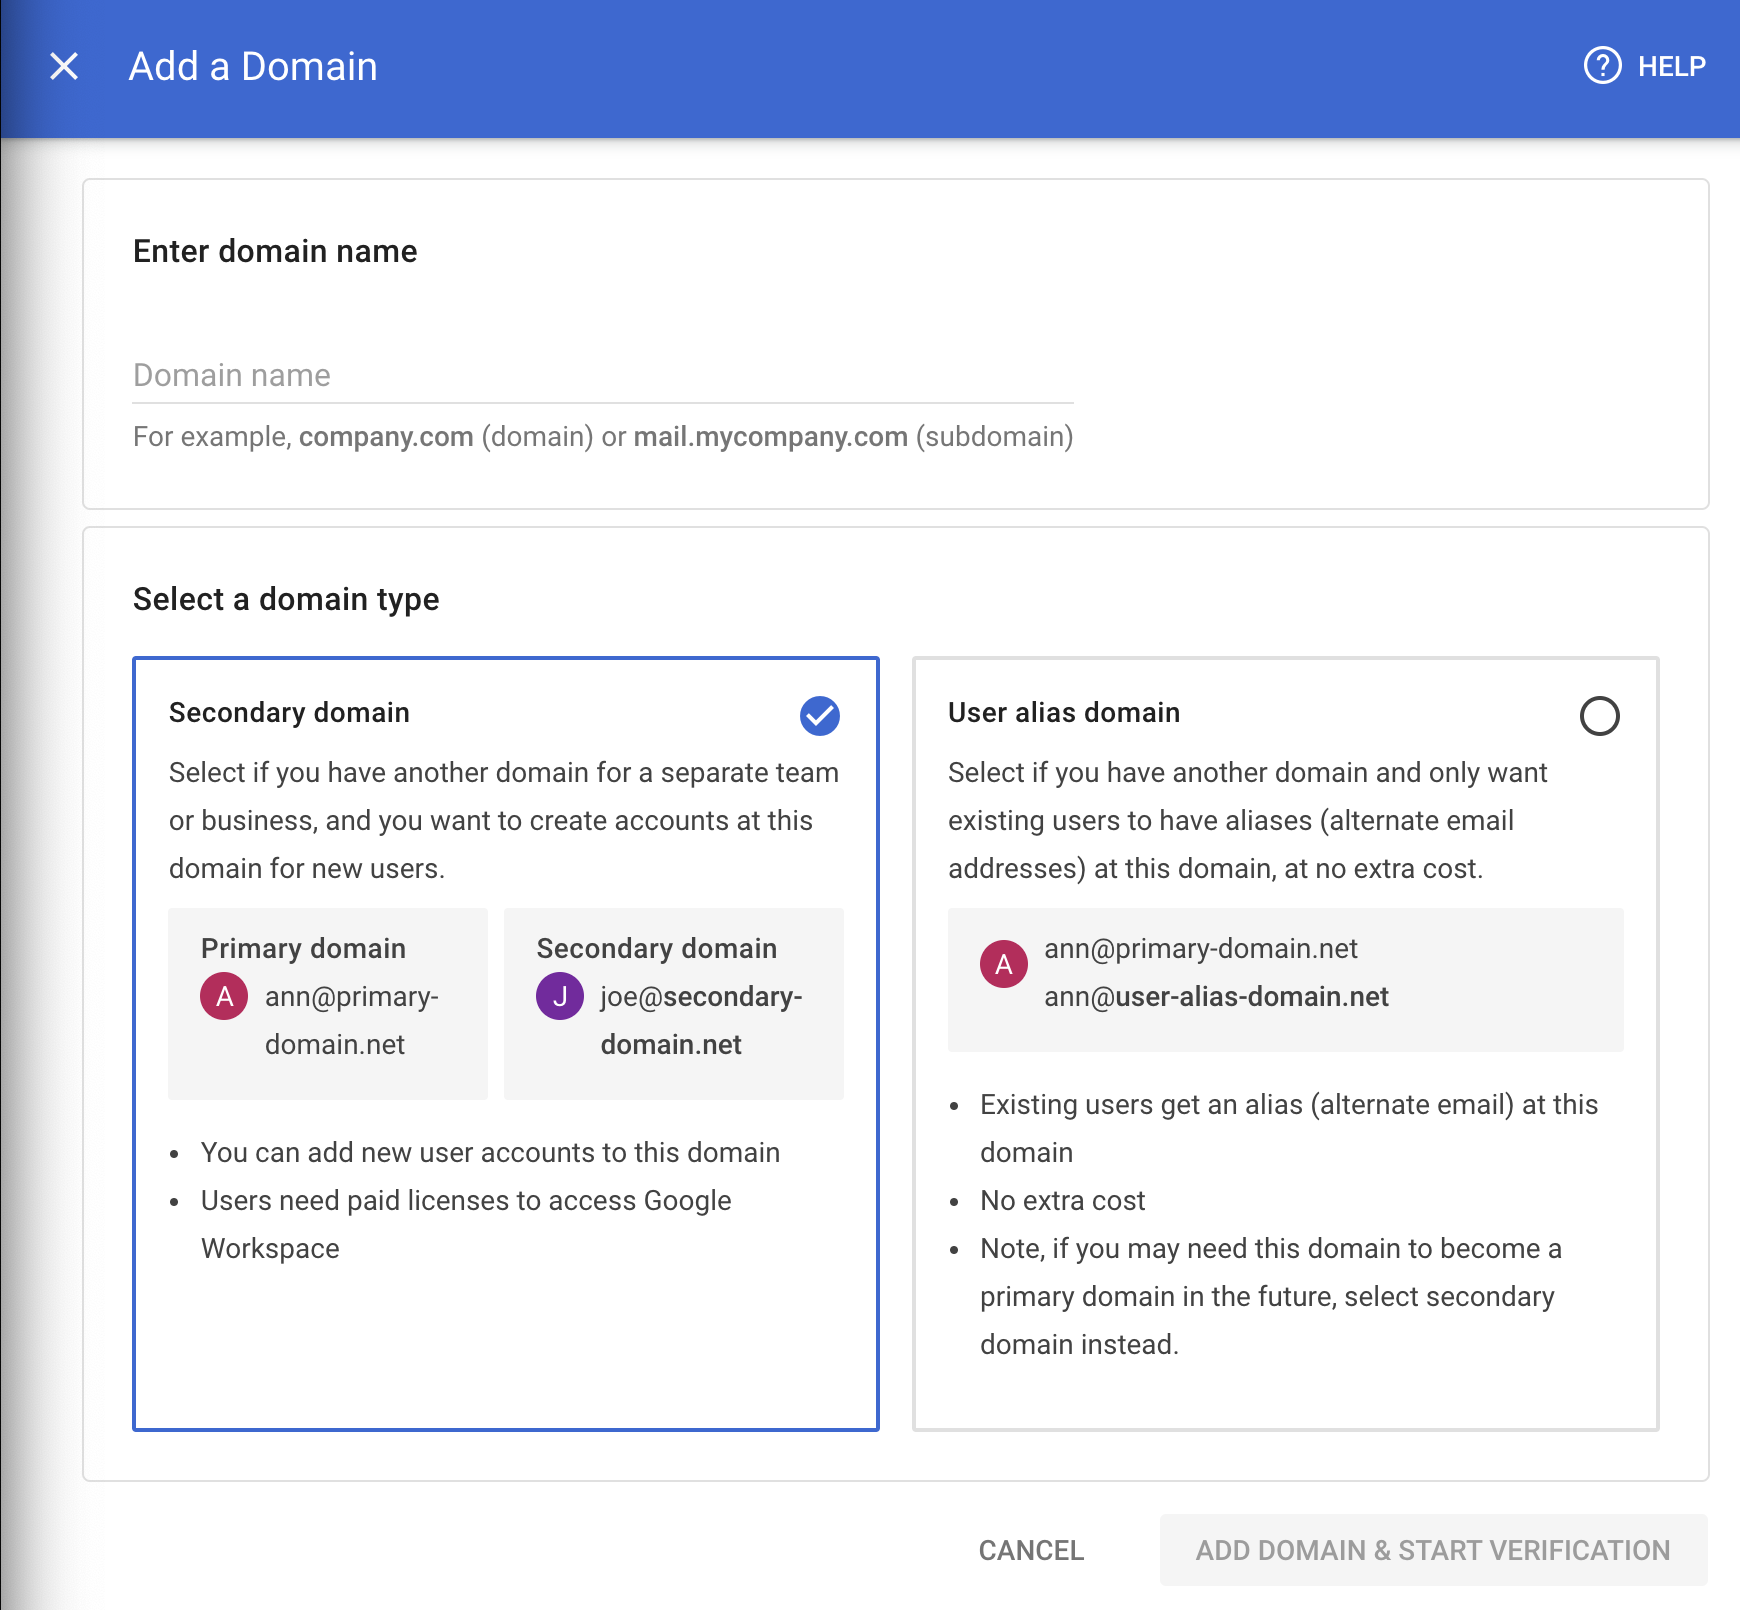 Add a Domain
HELP
Enter domain name
Domain name
For example, company.com (domain) or mail.mycompany.com (subdomain)
Select a domain type
Secondary domain
Select if you have another domain for a separate team
or business, and you want to create accounts at this
domain for new users.
Primary domain
A
ann@primary-
domain.net
Secondary domain
J
joe@secondary-
domain.net
• You can add new user accounts to this domain
• Users need paid licenses to access Google
Workspace
User alias domain
Select if you have another domain and only want
existing users to have aliases (alternate email
addresses) at this domain, at no extra cost.
A
ann@primary-domain.net
ann@user-alias-domain.net
• Existing users get an alias (alternate email) at this
domain
• No extra cost
• Note, if you may need this domain to become a
primary domain in the future, select secondary
domain instead.
CANCEL
ADD DOMAIN & START VERIFICATION